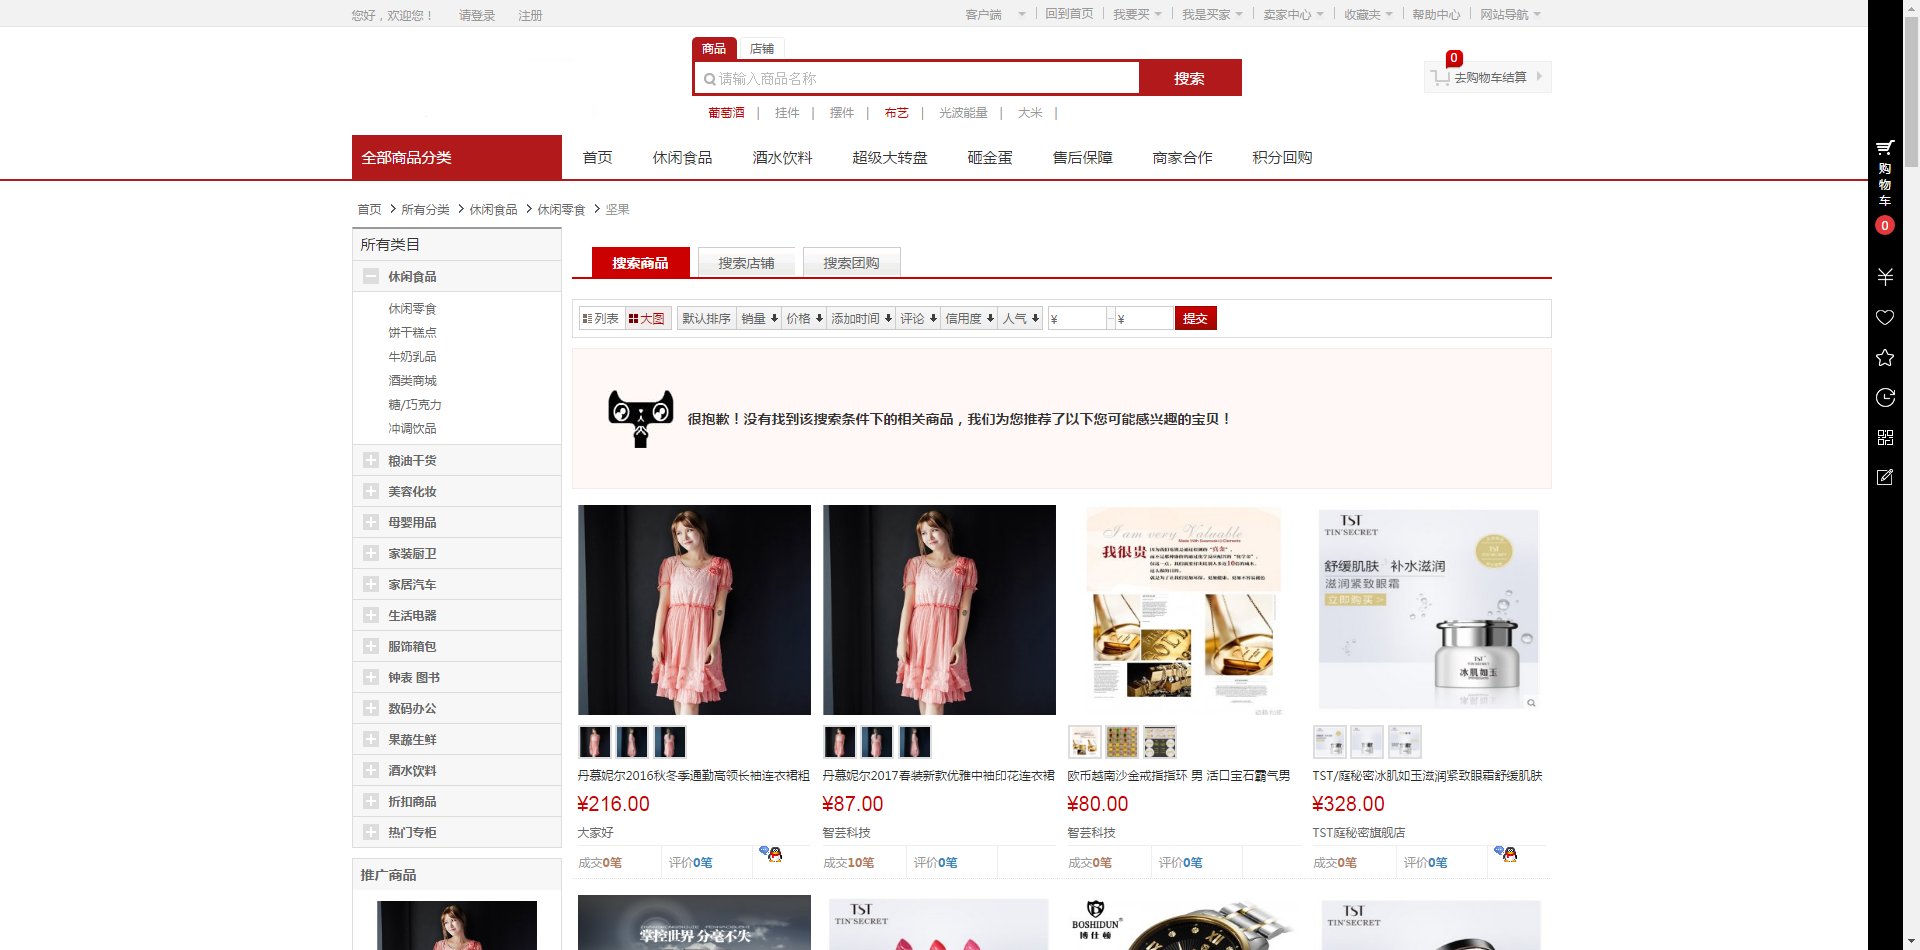 您好，欢迎您！ 请登录 注册
客户端 回到首页 我要买 我是买家 卖家中心 收藏夹 帮助中心 网站导航
商品 店铺
请输入商品名称 搜索
0
去购物车结算
葡萄酒 | 挂件 | 摆件 | 布艺 | 光波能量 | 大米 |
全部商品分类 首页 休闲食品 酒水饮料 超级大转盘 砸金蛋 售后保障 商家合作 积分回购
购物车
0
首页 > 所有分类 > 休闲食品 > 休闲零食 > 坚果
所有类目
休闲食品
休闲零食
饼干糕点
牛奶乳品
酒类商城
糖/巧克力
冲调饮品
粮油干货
美容化妆
母婴用品
家装厨卫
家居汽车
生活电器
服饰箱包
钟表 图书
数码办公
果蔬生鲜
酒水饮料
折扣商品
热门专柜
推广商品
搜索商品 搜索店铺 搜索团购
列表 大图 默认排序 销量 价格 添加时间 评论 信用度 人气 ¥ - ¥ 提交
很抱歉！没有找到该搜索条件下的相关商品，我们为您推荐了以下您可能感兴趣的宝贝！
I am very Valuable
我很贵
TST
TIN'SECRET
舒缓肌肤 补水滋润
滋润紧致眼霜
立即购买 >
TST
冰肌如玉
丹慕妮尔2016秋冬季通勤高领长袖连衣裙粗
¥216.00
大家好
成交0笔 评价0笔
丹慕妮尔2017春装新款优雅中袖印花连衣裙
¥87.00
智芸科技
成交10笔 评价0笔
欧币越南沙金戒指指环 男 活口宝石霸气男
¥80.00
智芸科技
成交0笔 评价0笔
TST/庭秘密冰肌如玉滋润紧致眼霜舒缓肌肤
¥328.00
TST庭秘密旗舰店
成交0笔 评价0笔
掌控世界 分毫不失
TST
TIN'SECRET
BOSHIDUN
博仕顿
TST
TIN'SECRET